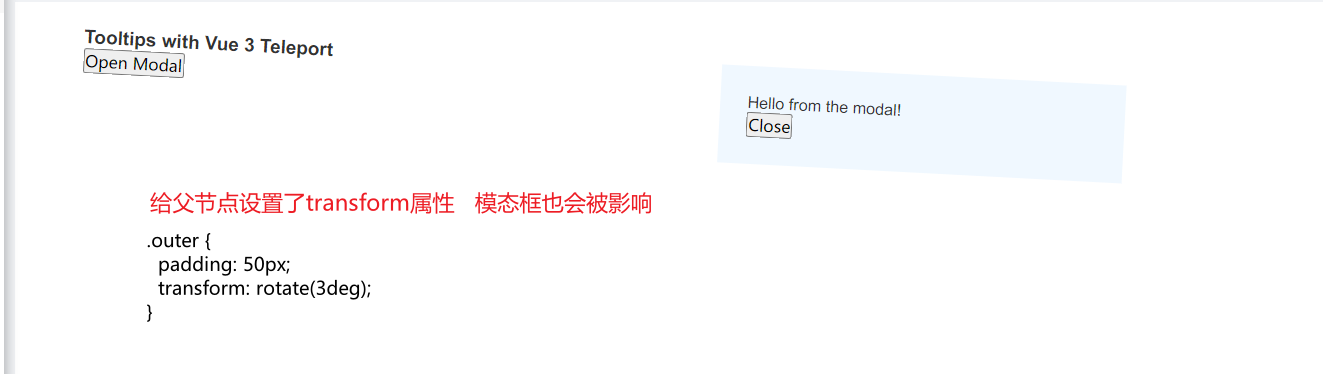 Tooltips with Vue 3 Teleport
Open Modal
Hello from the modal!
Close
给父节点设置了transform属性 模态框也会被影响
.outer {
  padding: 50px;
  transform: rotate(3deg);
}